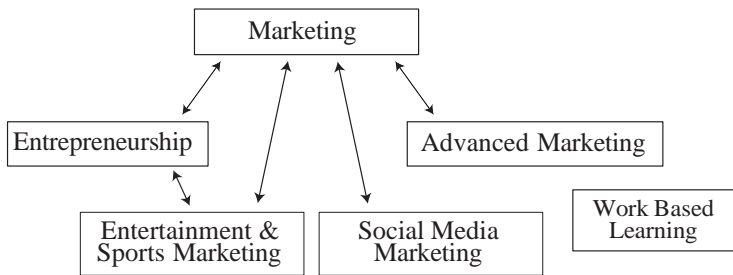 Marketing
Entrepreneurship
Advanced Marketing
Entertainment &
Sports Marketing
Social Media
Marketing
Work Based
Learning